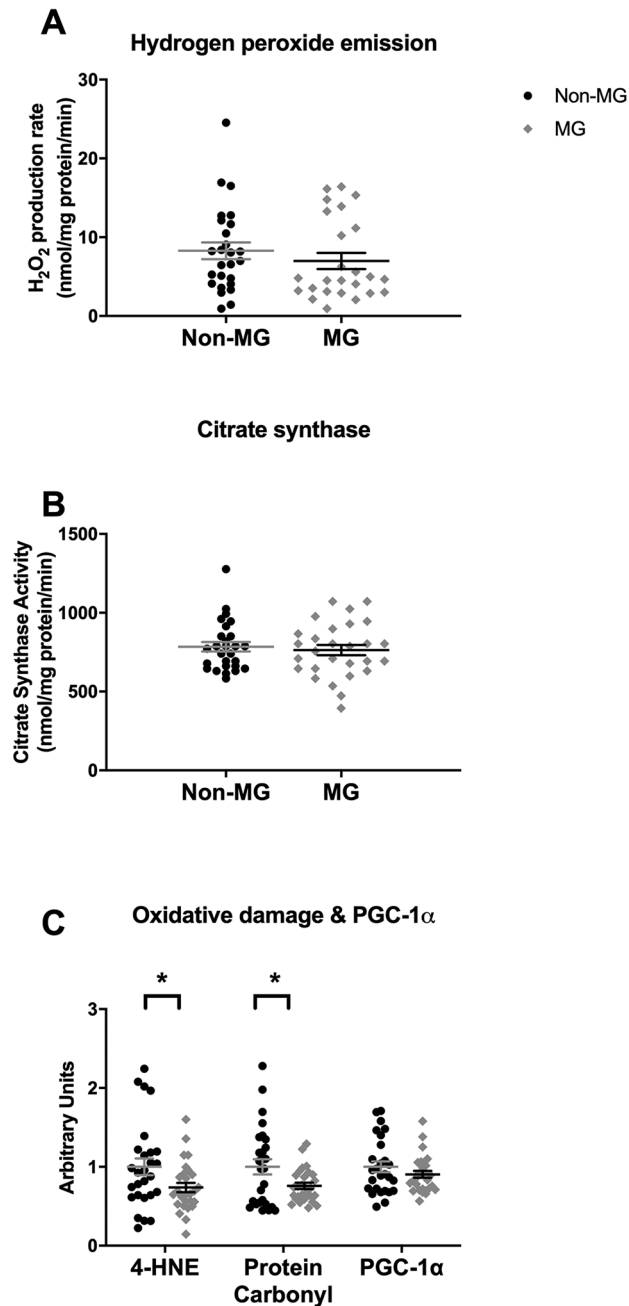 A
Hydrogen peroxide emission
H₂O₂ production rate
(nmol/mg protein/min)
30
20
10
0
Non-MG
MG
Non-MG
MG
Citrate synthase
B
Citrate Synthase Activity
(nmol/mg protein/min)
1500
1000
500
0
Non-MG
MG
C
Oxidative damage & PGC-1α
Arbitrary Units
3
2
1
0
*
*
4-HNE
Protein
Carbonyl
PGC-1α